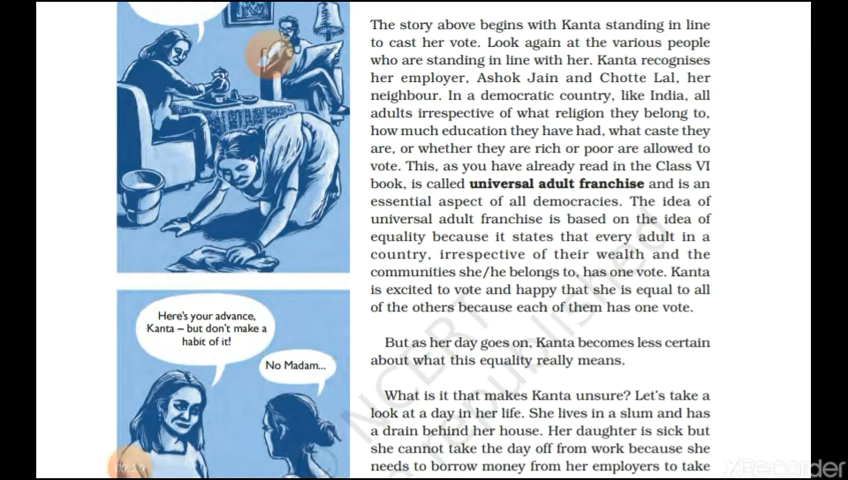 Here's your advance,
Kanta – but don't make a
habit of it!
No Madam...
The story above begins with Kanta standing in line
to cast her vote. Look again at the various people
who are standing in line with her. Kanta recognises
her employer, Ashok Jain and Chotte Lal, her
neighbour. In a democratic country, like India, all
adults irrespective of what religion they belong to,
how much education they have had, what caste they
are, or whether they are rich or poor are allowed to
vote. This, as you have already read in the Class VI
book, is called universal adult franchise and is an
essential aspect of all democracies. The idea of
universal adult franchise is based on the idea of
equality because it states that every adult in a
country, irrespective of their wealth and the
communities she/he belongs to, has one vote. Kanta
is excited to vote and happy that she is equal to all
of the others because each of them has one vote.
But as her day goes on, Kanta becomes less certain
about what this equality really means.
What is it that makes Kanta unsure? Let's take a
look at a day in her life. She lives in a slum and has
a drain behind her house. Her daughter is sick but
she cannot take the day off from work because she
needs to borrow money from her employers to take
NCERT
republished
XRecorder